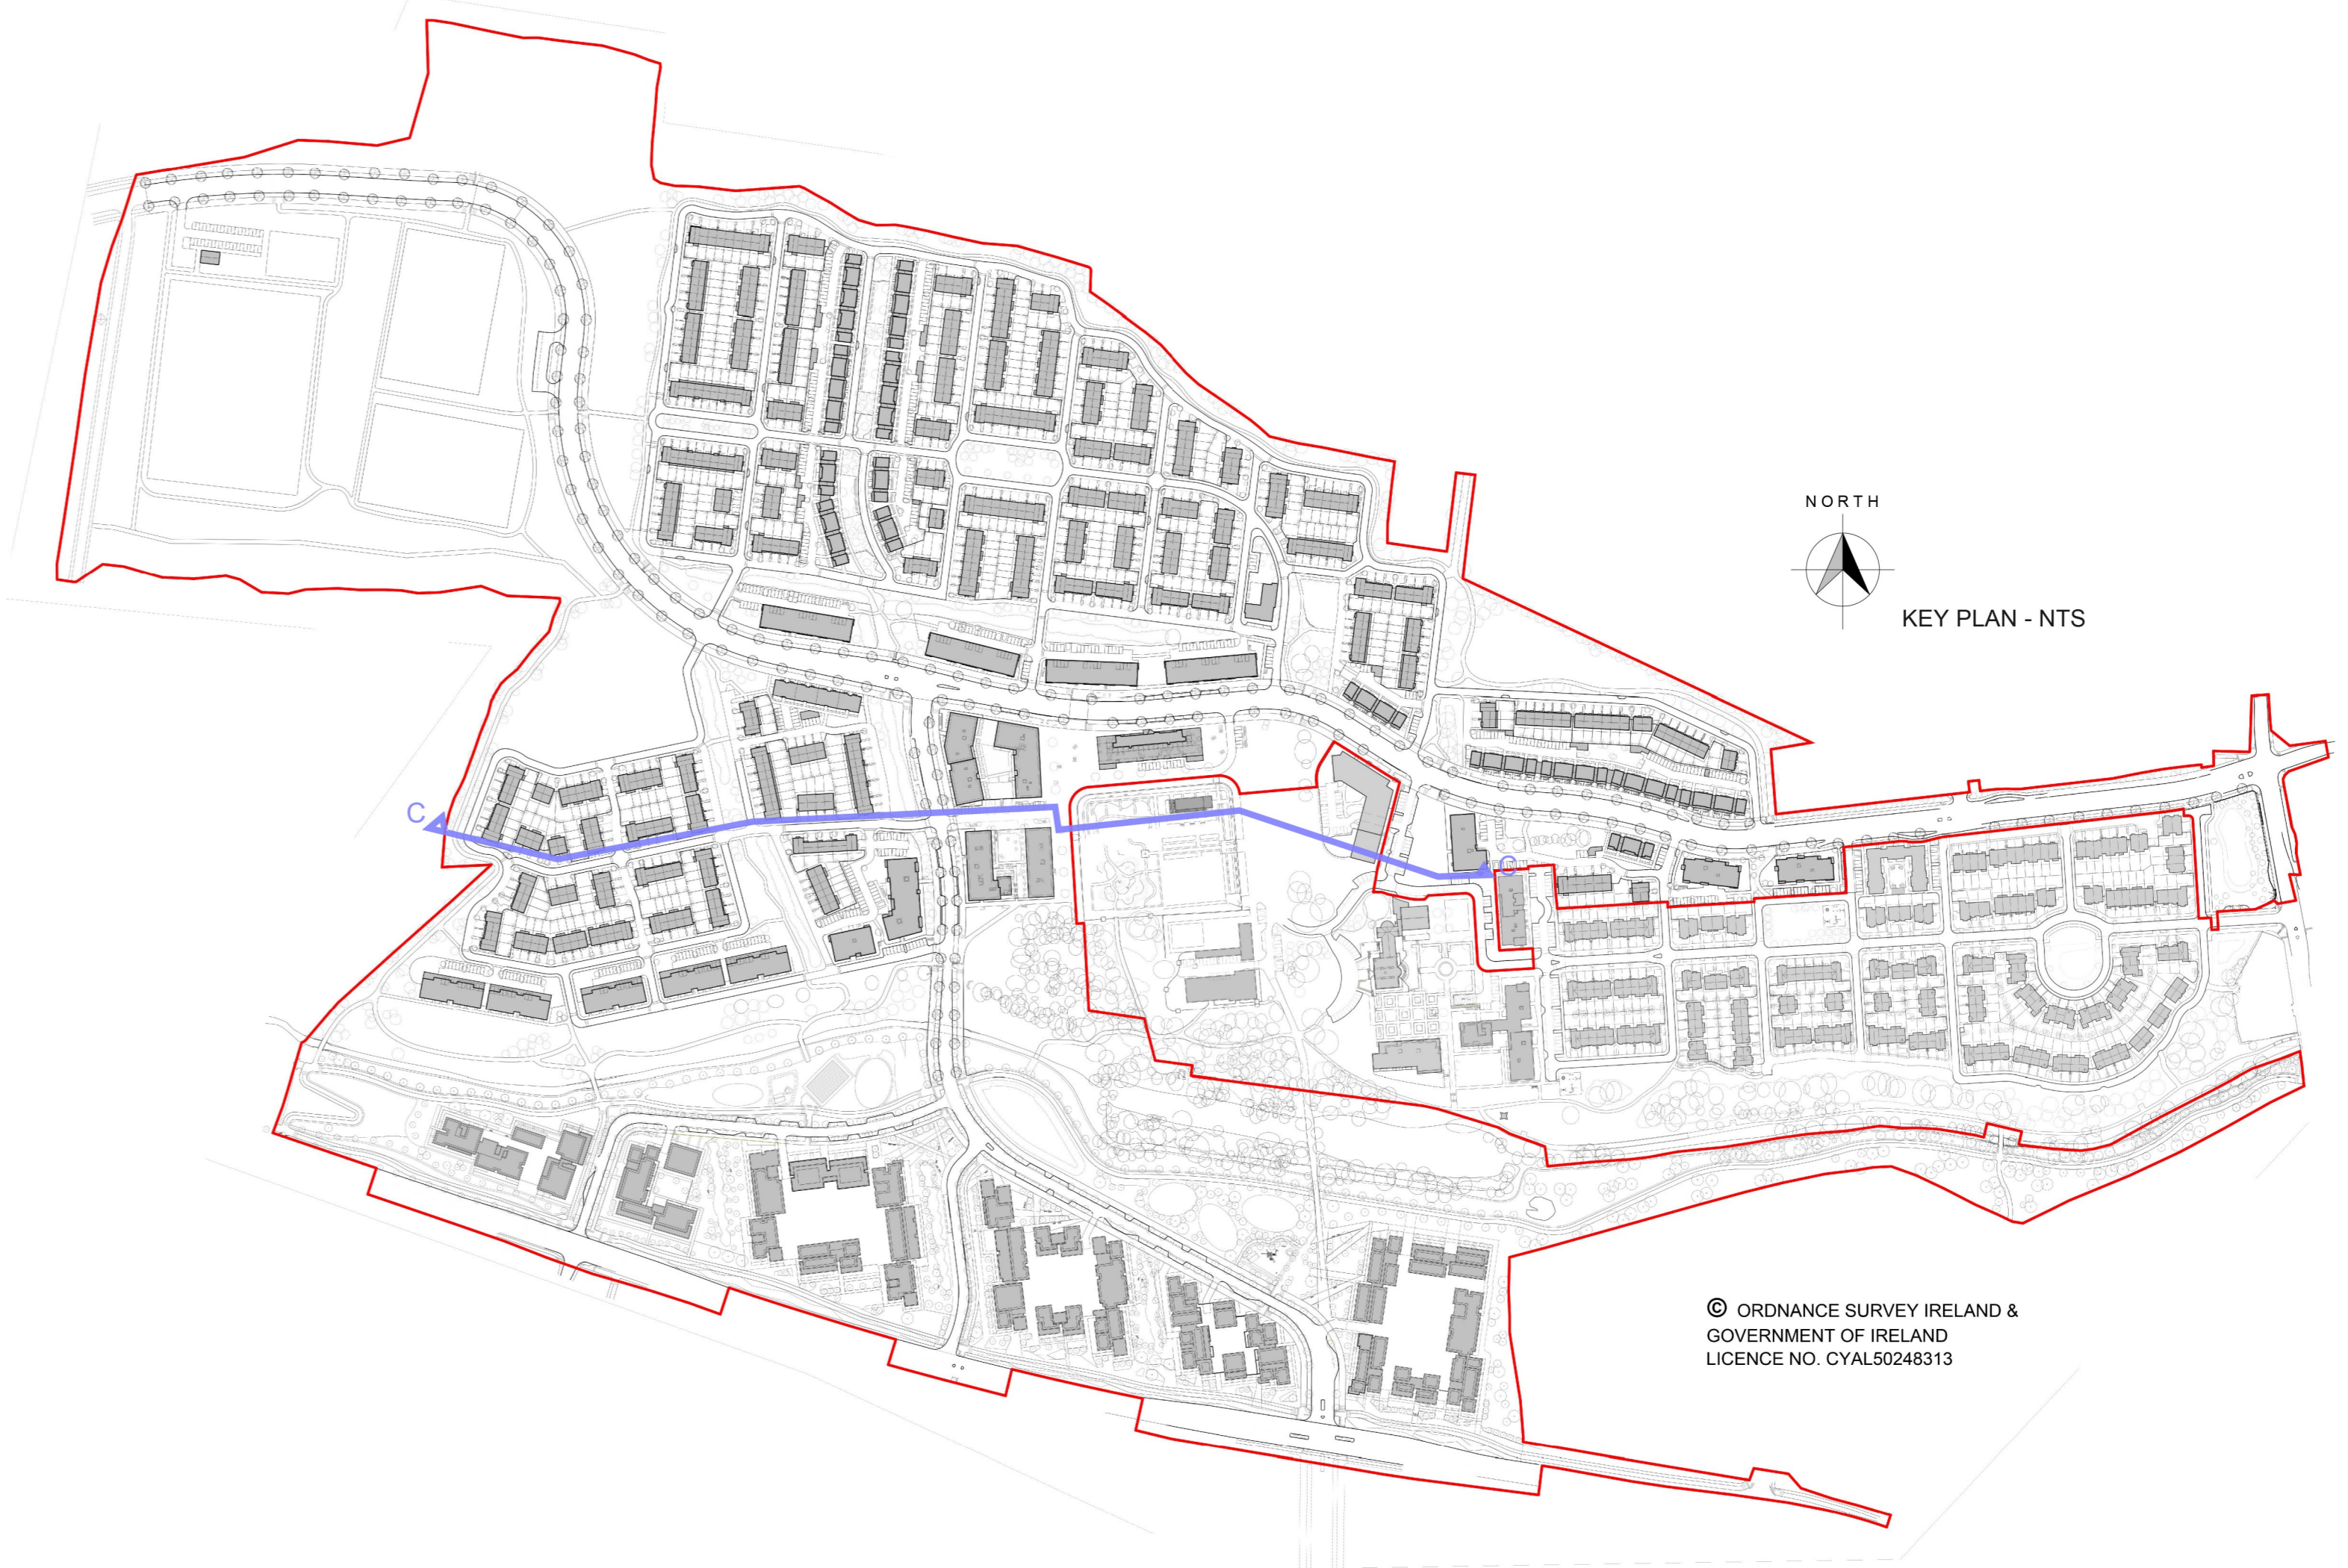 NORTH
KEY PLAN - NTS
C
C
© ORDNANCE SURVEY IRELAND &
GOVERNMENT OF IRELAND
LICENCE NO. CYAL50248313